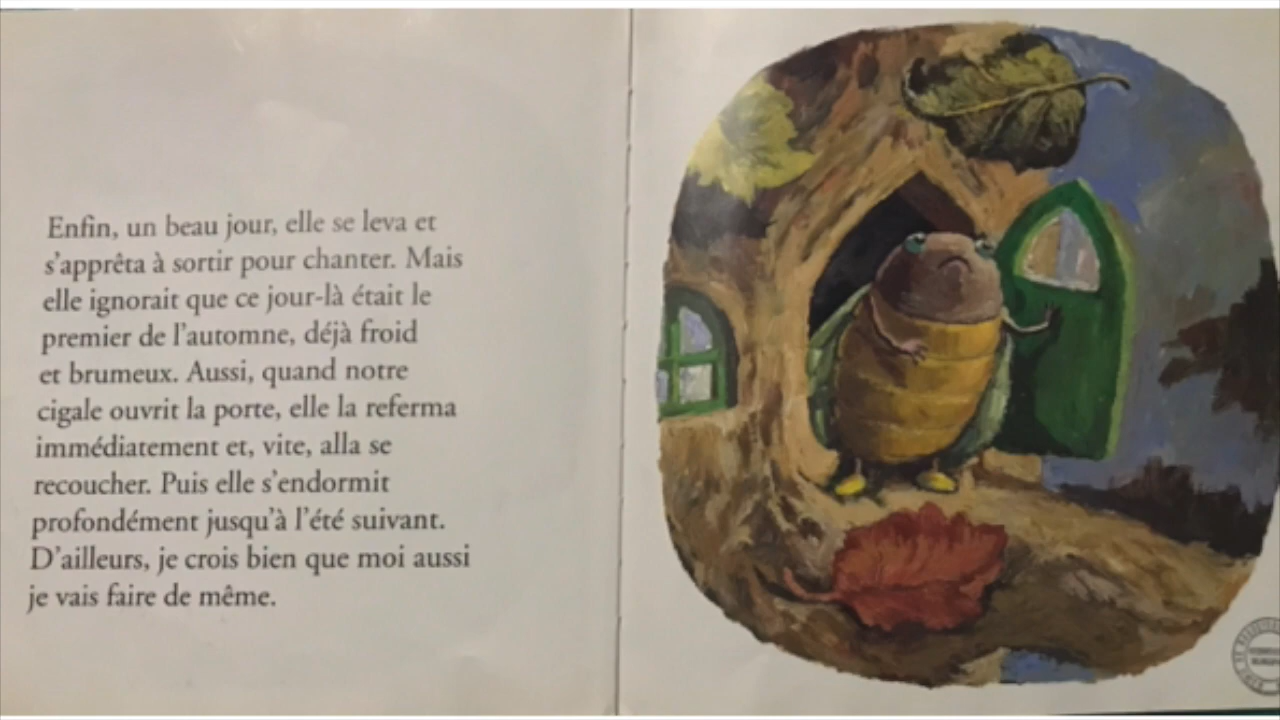 Enfin, un beau jour, elle se leva et
s'apprêta à sortir pour chanter. Mais
elle ignorait que ce jour-là était le
premier de l'automne, déjà froid
et brumeux. Aussi, quand notre
cigale ouvrit la porte, elle la referma
immédiatement et, vite, alla se
recoucher. Puis elle s'endormit
profondément jusqu'à l'été suivant.
D'ailleurs, je crois bien que moi aussi
je vais faire de même.